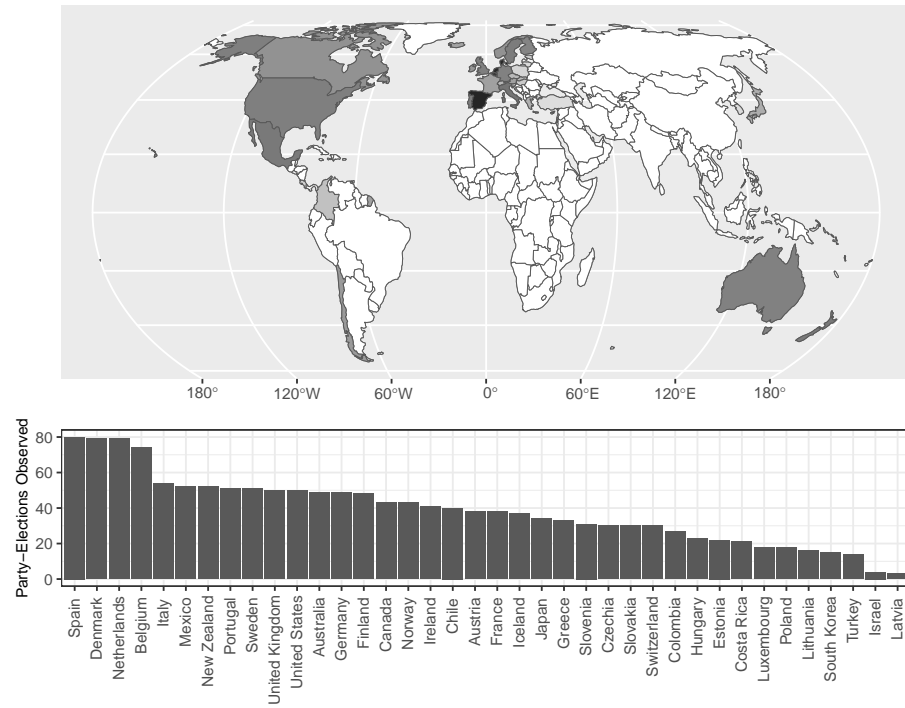 180°
120°W
60°W
0°
60°E
120°E
180°
Party−Elections Observed
80
60
40
20
0
Spain
Denmark
Netherlands
Belgium
Italy
Mexico
New Zealand
Portugal
Sweden
United Kingdom
United States
Australia
Germany
Finland
Canada
Norway
Ireland
Chile
Austria
France
Iceland
Japan
Greece
Slovenia
Czechia
Slovakia
Switzerland
Colombia
Hungary
Estonia
Costa Rica
Luxembourg
Poland
Lithuania
South Korea
Turkey
Israel
Latvia